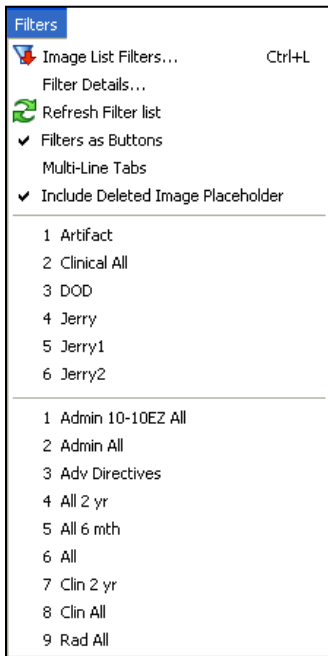 Filters
Image List Filters... Ctrl+L
Filter Details...
Refresh Filter list
Filters as Buttons
Multi-Line Tabs
Include Deleted Image Placeholder
1 Artifact
2 Clinical All
3 DOD
4 Jerry
5 Jerry1
6 Jerry2
1 Admin 10-10EZ All
2 Admin All
3 Adv Directives
4 All 2 yr
5 All 6 mth
6 All
7 Clin 2 yr
8 Clin All
9 Rad All